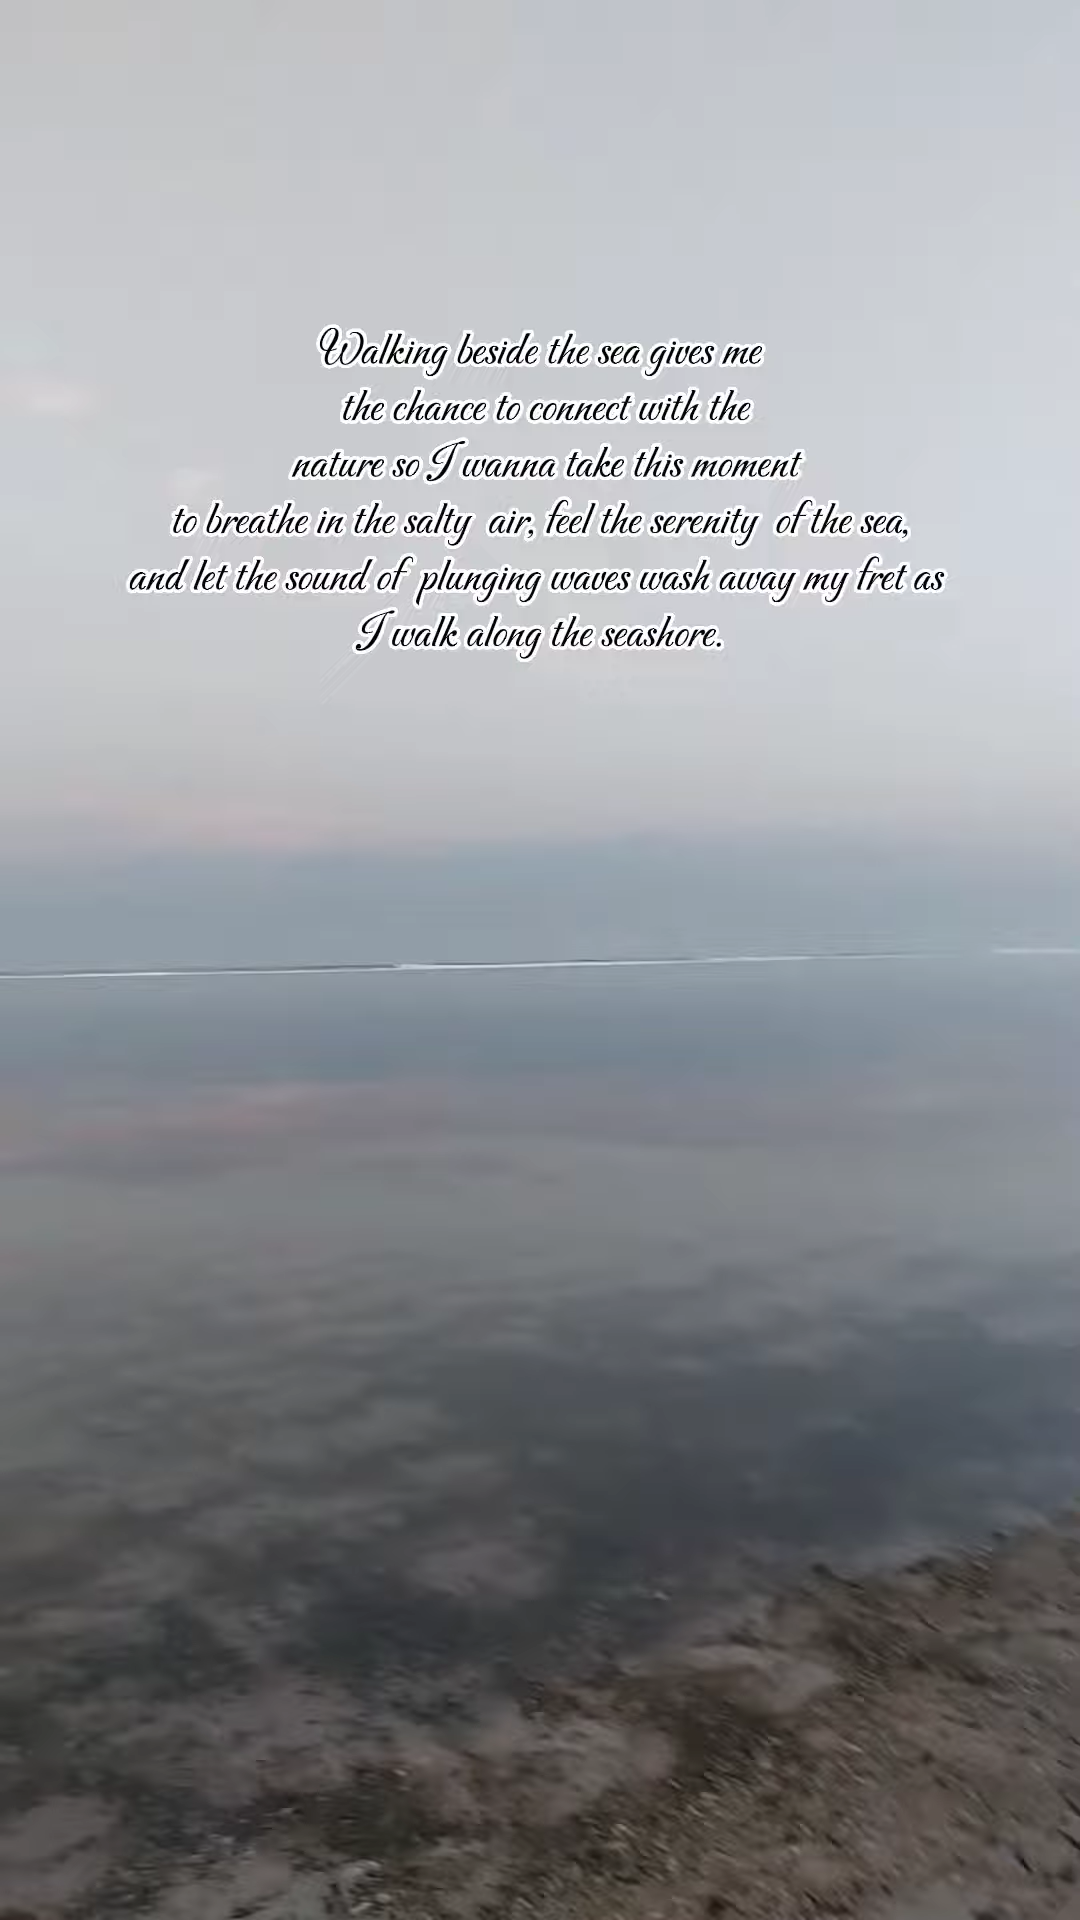 Walking beside the sea gives me
the chance to connect with the
nature so I wanna take this moment
to breathe in the salty air, feel the serenity of the sea,
and let the sound of plunging waves wash away my fret as
I walk along the seashore.